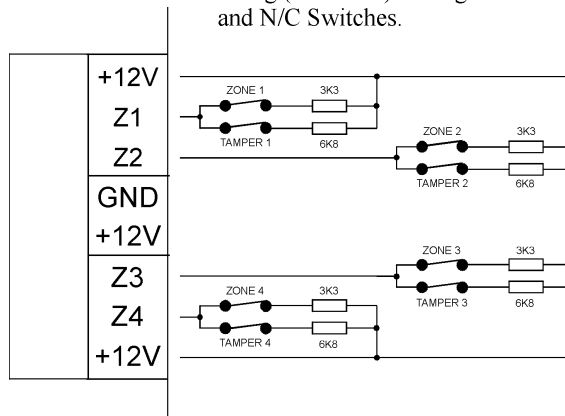 and N/C Switches.
+12V
ZONE 1 3K3
Z1
TAMPER 1 6K8
ZONE 2 3K3
Z2
TAMPER 2 6K8
GND
+12V
ZONE 3 3K3
Z3
TAMPER 3 6K8
ZONE 4 3K3
Z4
TAMPER 4 6K8
+12V